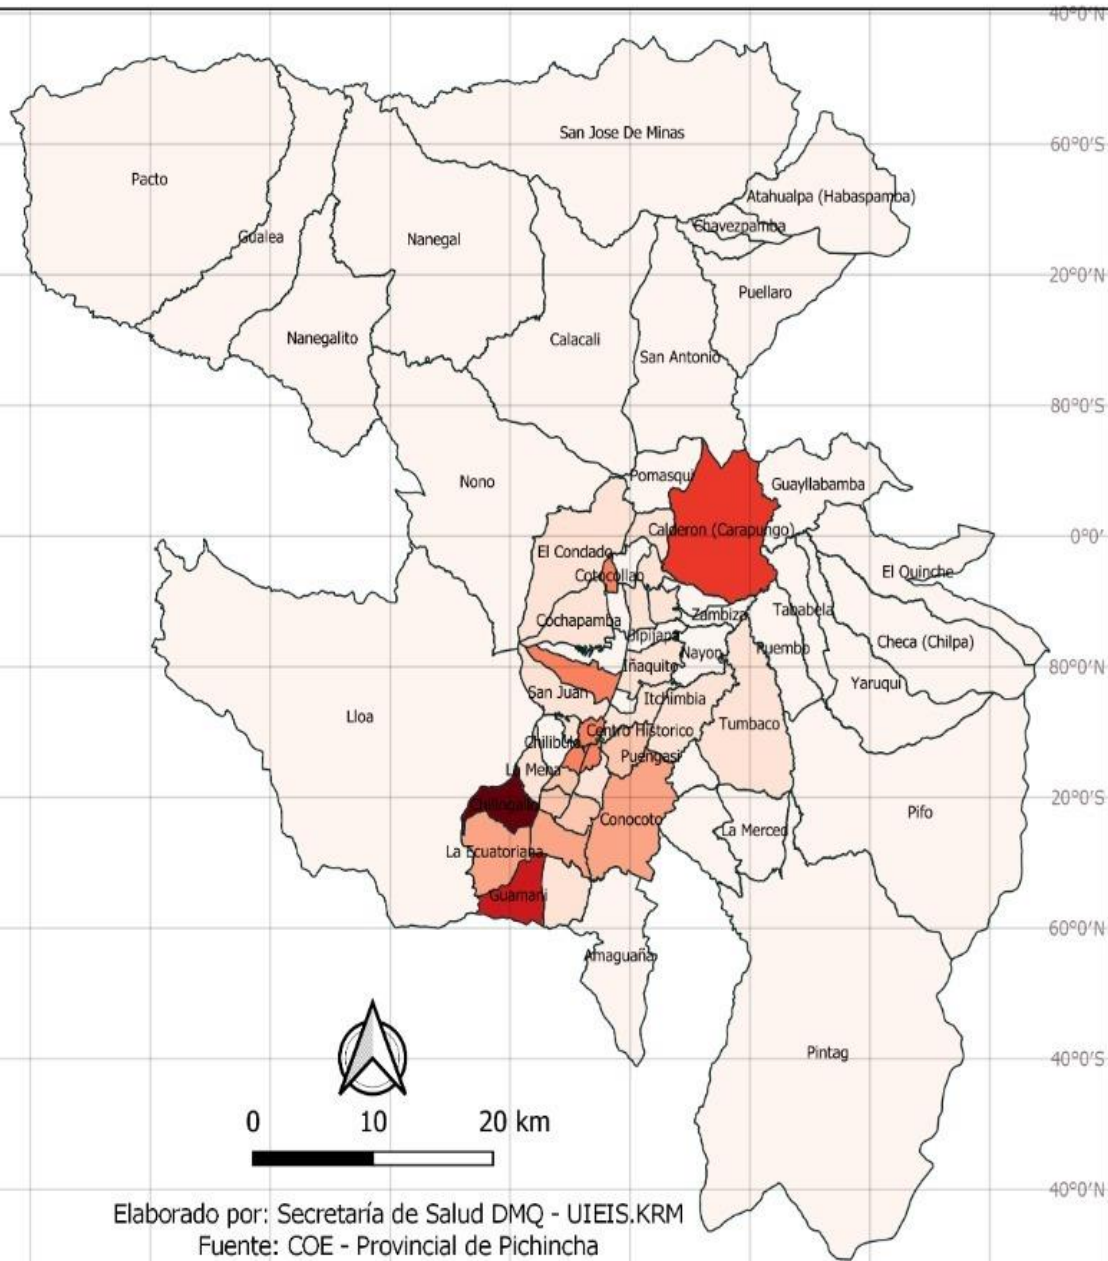 40°0'N
San Jose De Minas
60°0'S
Pacto
Atahualpa (Habaspamba)
Chavezpamba
Gualea
Nanegal
20°0'N
Puellaro
Nanegalito
Calacali
San Antonio
80°0'S
Pomasqui
Nono
Guayllabamba
Calderon (Carapungo)
0°0'
El Condado
Cotocollao
El Quinche
Tababela
Zambiza
Cochapamba
Jipijapa
Checa (Chilpa)
Nayon
Puembo
80°0'N
Iñaquito
Yaruqui
San Juan
Itchimbia
Lloa
Tumbaco
Centro Historico
Chilibulo
Puengasi
La Mena
20°0'S
Chillogallo
Pifo
Conocoto
La Merced
La Ecuatoriana
Guamani
60°0'N
Amaguaña
Pintag
40°0'S
0 10 20 km
40°0'N
Elaborado por: Secretaría de Salud DMQ - UIEIS.KRM
Fuente: COE - Provincial de Pichincha